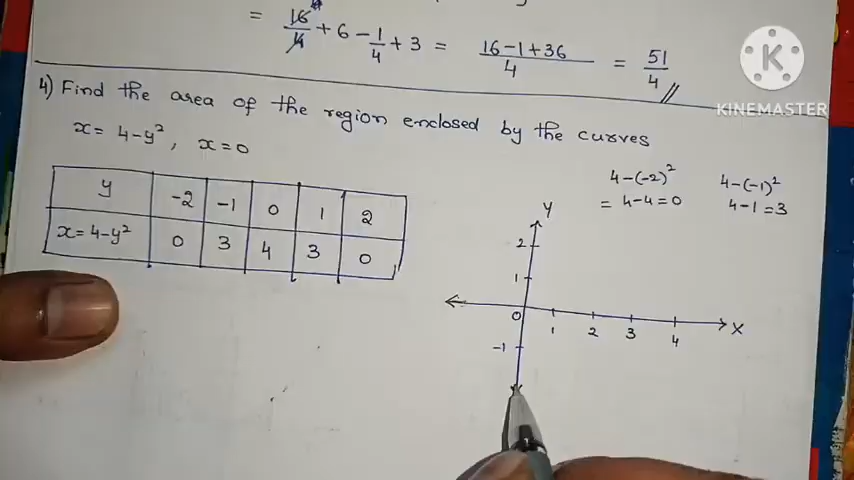 = 16/4 + 6 - 1/4 + 3 = 16-1+36/4 = 51/4 //
K
KINEMASTER
4) Find the area of the region enclosed by the curves
x = 4-y², x=0
y -2 -1 0 1 2
x=4-y² 0 3 4 3 0
4-(-2)² 4-(-1)²
= 4-4=0 4-1=3
Y
2
1
0 1 2 3 4 X
-1